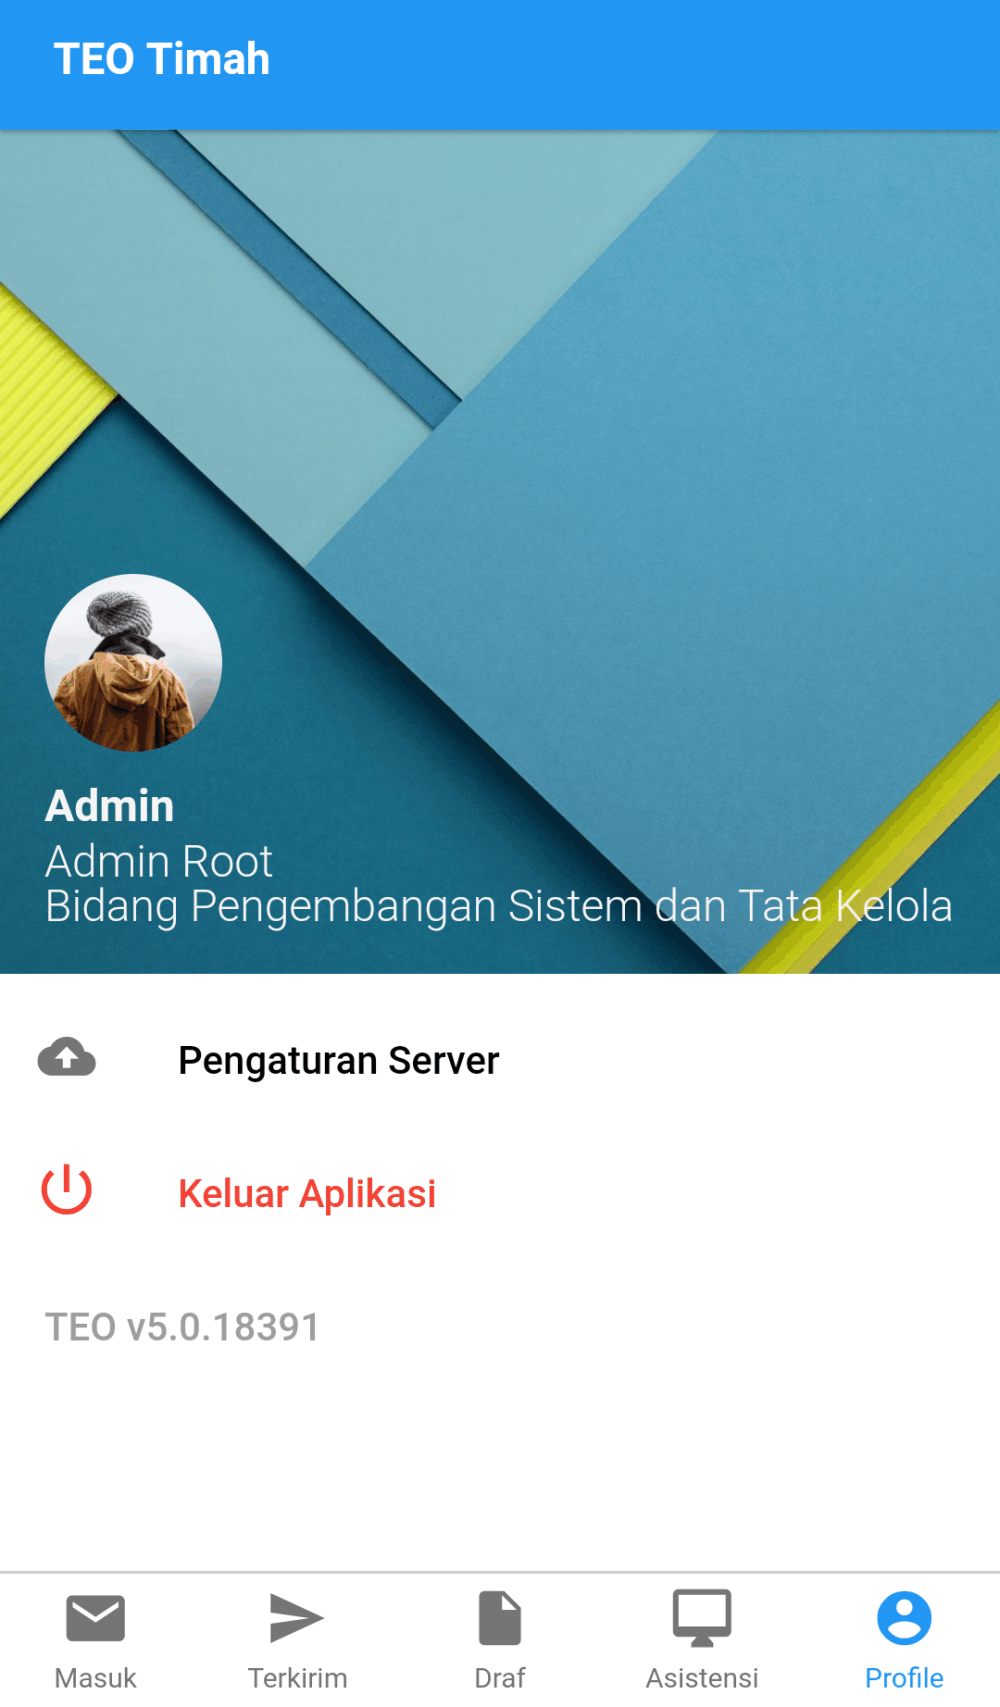 TEO Timah
Admin
Admin Root
Bidang Pengembangan Sistem dan Tata Kelola
Pengaturan Server
Keluar Aplikasi
TEO v5.0.18391
Masuk
Terkirim
Draf
Asistensi
Profile